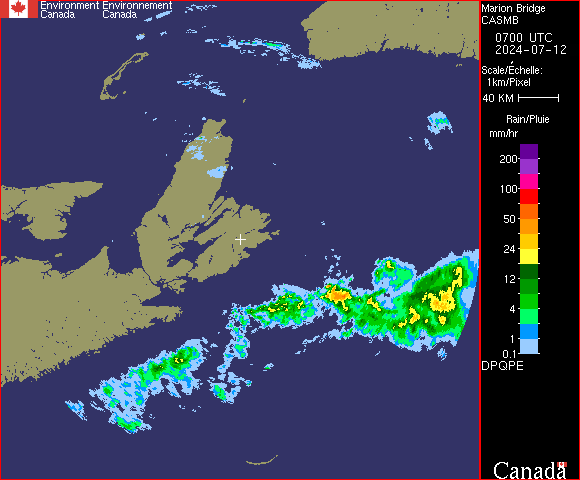 Environment Environnement
Canada Canada
Marion Bridge
CASMB
0700 UTC
2024-07-12
Scale/Échelle:
1km/Pixel
40 KM
Rain/Pluie
mm/hr
200
100
50
24
12
4
1
0.1
DPQPE
Canada